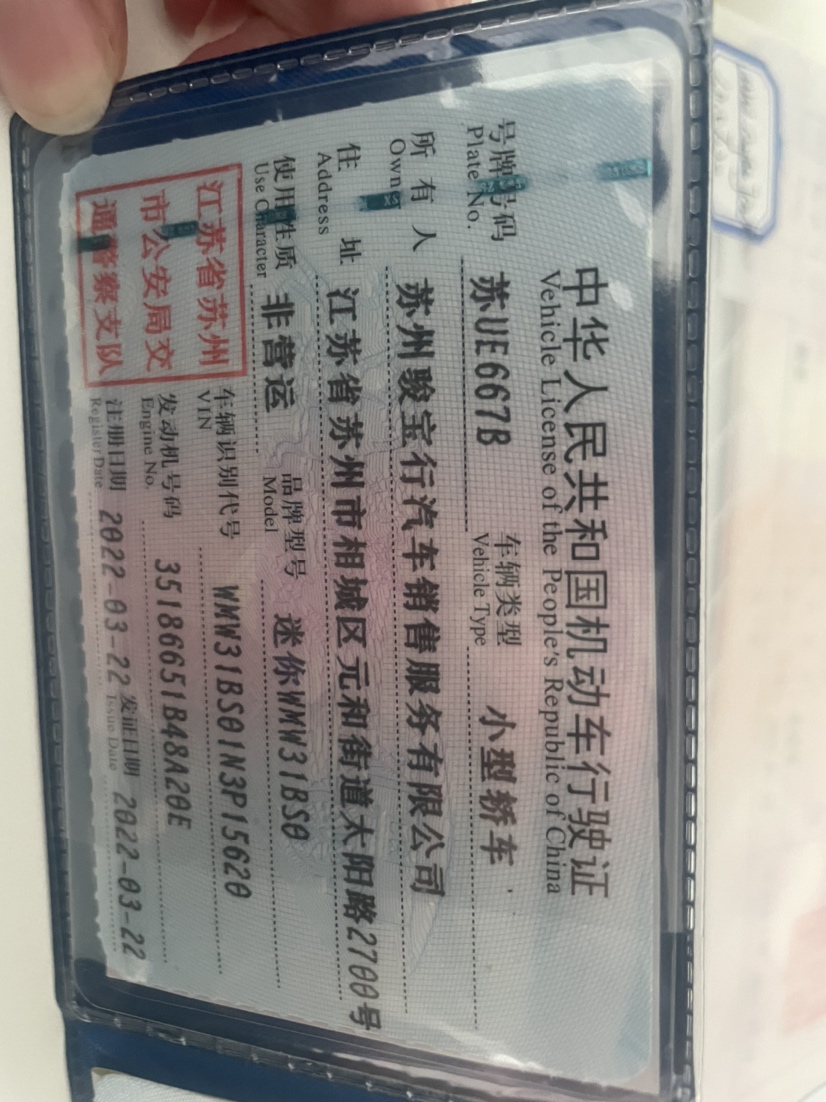 中华人民共和国机动车行驶证
Vehicle License of the People's Republic of China
号牌号码 苏UE667B 车辆类型 小型轿车
Plate No. Vehicle Type
所有人 苏州骏宝行汽车销售服务有限公司
Owner
住址 江苏省苏州市相城区元和街道太阳路2700号
Address
使用性质 非营运 品牌型号 迷你WMW31BS0
Use Character Model
江苏省苏州
市公安局交
通警察支队
车辆识别代号 WMW31BS01N3P15620
VIN
发动机号码 35186651B48A20E
Engine No.
注册日期 2022-03-22 发证日期 2022-03-22
Register Date Issue Date